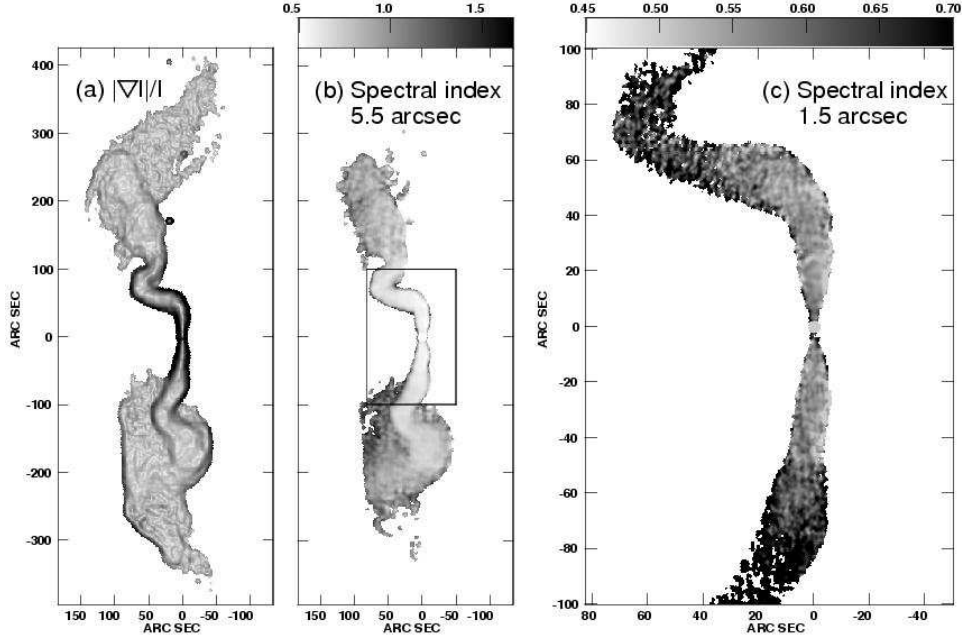 0.5 1.0 1.5
0.45 0.50 0.55 0.60 0.65 0.70
(a) |∇I|/I
400
300
200
100
0
-100
-200
-300
ARC SEC
150 100 50 0 -50 -100
ARC SEC
(b) Spectral index
5.5 arcsec
150 100 50 0 -50 -100
ARC SEC
(c) Spectral index
1.5 arcsec
100
80
60
40
20
0
-20
-40
-60
-80
-100
ARC SEC
80 60 40 20 0 -20 -40
ARC SEC